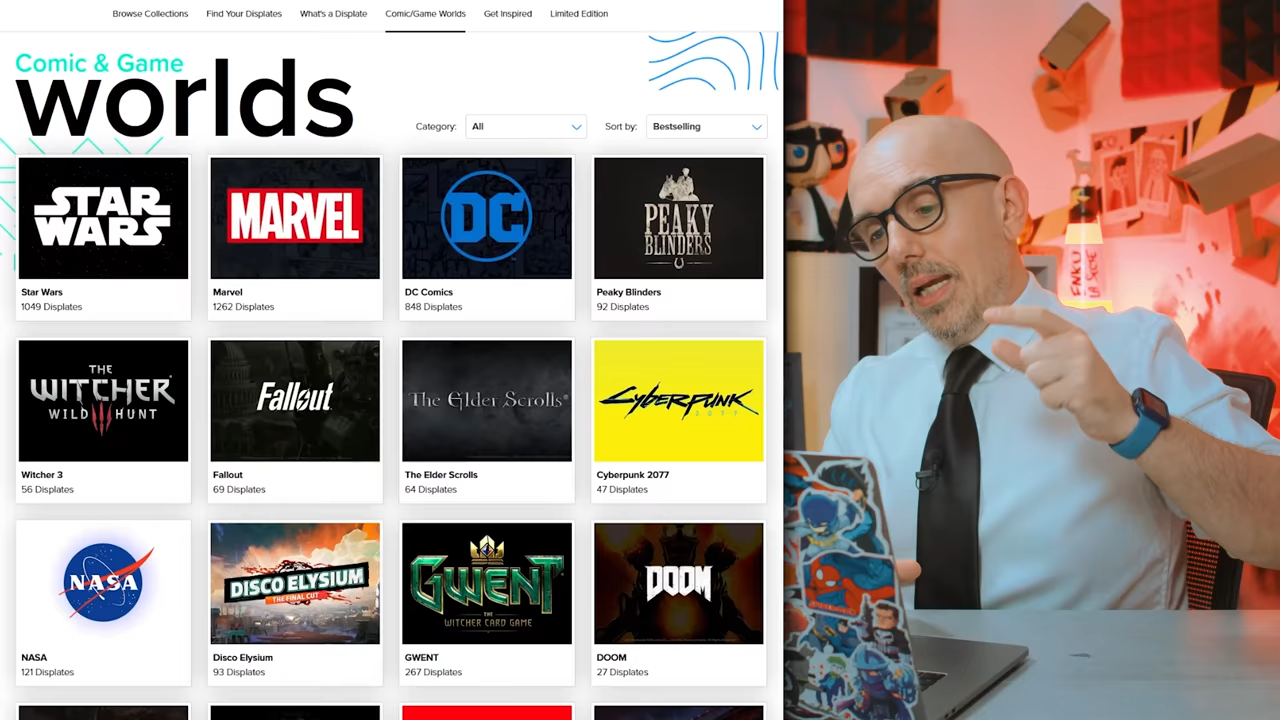 Browse Collections Find Your Displates What's a Displate Comic/Game Worlds Get Inspired Limited Edition
Comic & Game
worlds
Category: All Sort by: Bestselling
STAR
WARS
MARVEL
DC
PEAKY
BLINDERS
Star Wars
1049 Displates
Marvel
1262 Displates
DC Comics
848 Displates
Peaky Blinders
92 Displates
THE
WITCHER
WILD HUNT
Fallout
The Elder Scrolls
Cyberpunk
2077
Witcher 3
56 Displates
Fallout
69 Displates
The Elder Scrolls
64 Displates
Cyberpunk 2077
47 Displates
NASA
DISCO ELYSIUM
THE FINAL CUT
GWENT
THE
WITCHER CARD GAME
DOOM
NASA
121 Displates
Disco Elysium
93 Displates
GWENT
267 Displates
DOOM
27 Displates